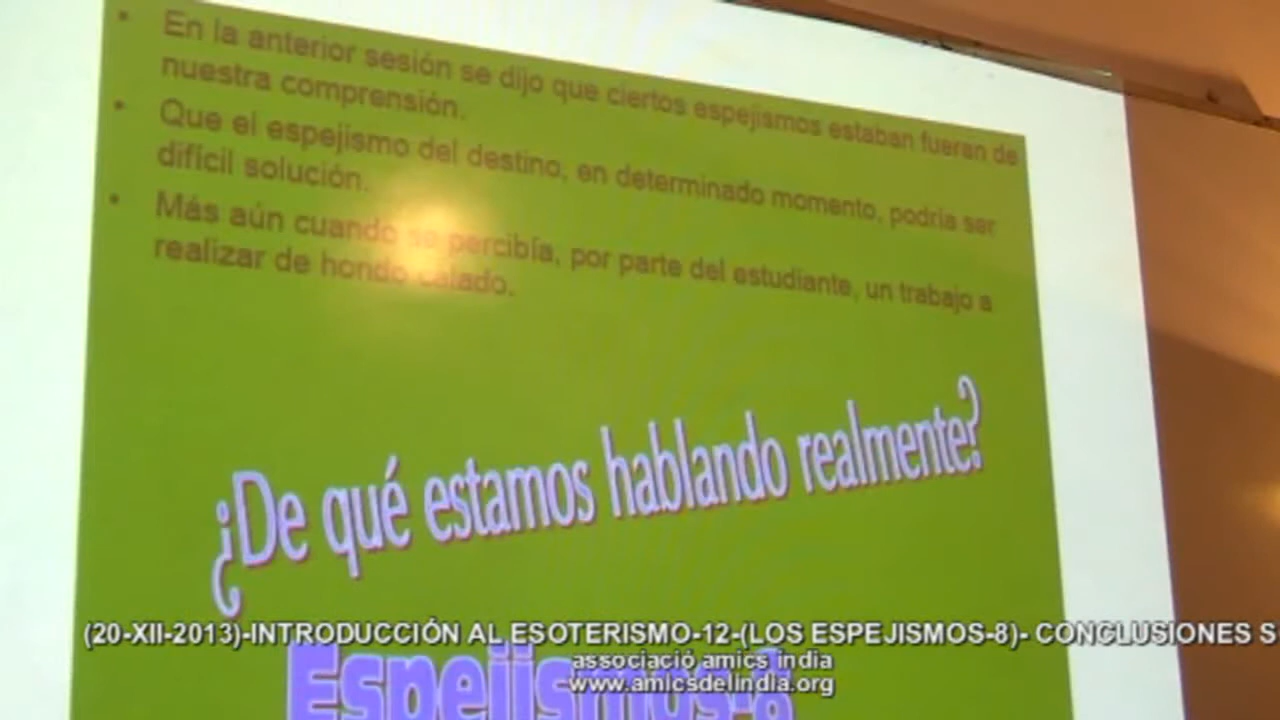 • En la anterior sesión se dijo que ciertos espejismos estaban fueran de
nuestra comprensión.
• Que el espejismo del destino, en determinado momento, podría ser
difícil solución.
• Más aún cuando se percibía, por parte del estudiante, un trabajo a
realizar de hondo calado.
¿De qué estamos hablando realmente?
(20-XII-2013)-INTRODUCCIÓN AL ESOTERISMO-12-(LOS ESPEJISMOS-8)- CONCLUSIONES S
Espejismos-8
associació amics india
www.amicsdelindia.org